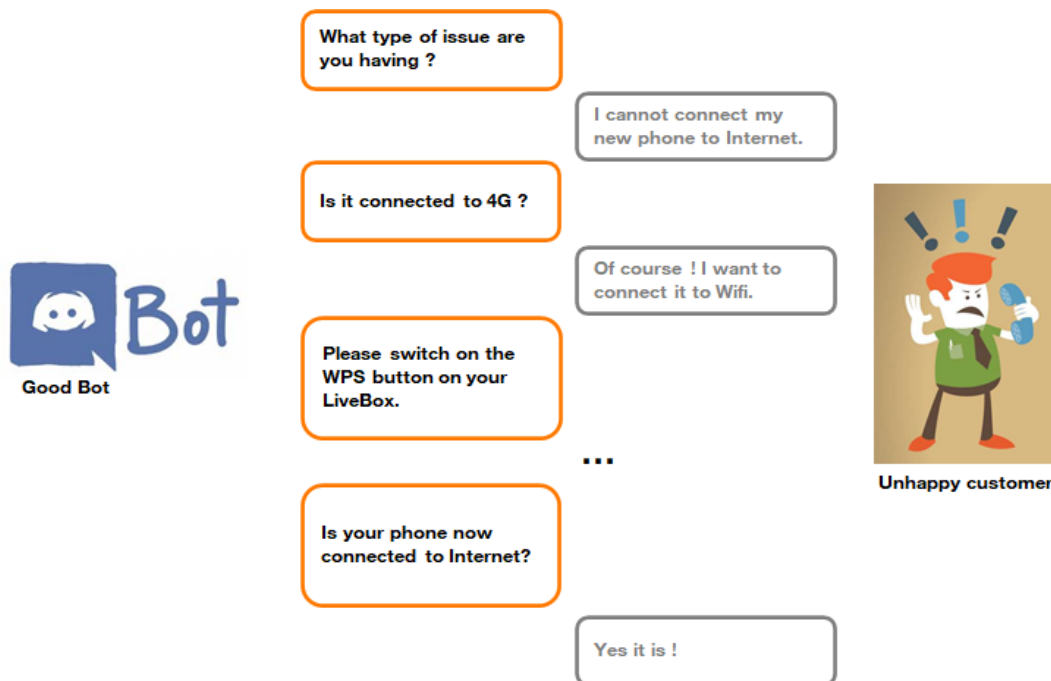 What type of issue are
you having ?
I cannot connect my
new phone to Internet.
Is it connected to 4G ?
Of course ! I want to
connect it to Wifi.
Bot
Good Bot
Please switch on the
WPS button on your
LiveBox.
...
Unhappy customer
Is your phone now
connected to Internet?
Yes it is !